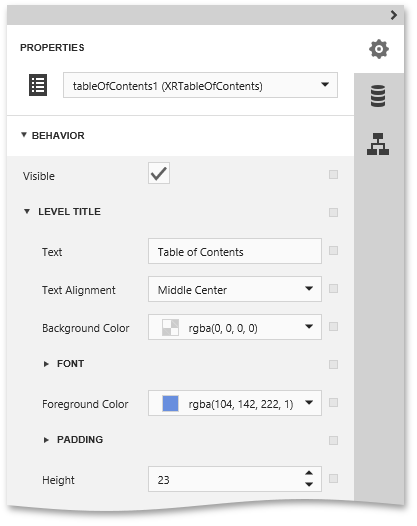 PROPERTIES
tableOfContents1 (XRTableOfContents)
BEHAVIOR
Visible
LEVEL TITLE
Text Table of Contents
Text Alignment Middle Center
Background Color rgba(0, 0, 0, 0)
FONT
Foreground Color rgba(104, 142, 222, 1)
PADDING
Height 23